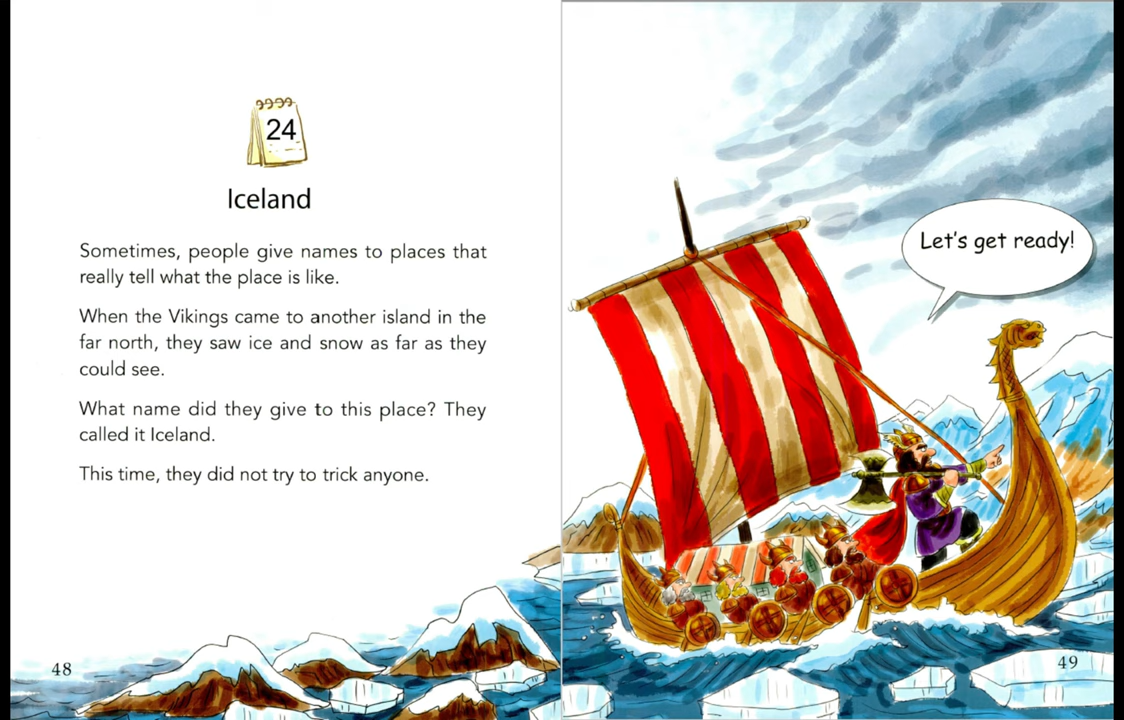 24
Iceland
Sometimes, people give names to places that
really tell what the place is like.
When the Vikings came to another island in the
far north, they saw ice and snow as far as they
could see.
What name did they give to this place? They
called it Iceland.
This time, they did not try to trick anyone.
48
Let's get ready!
49